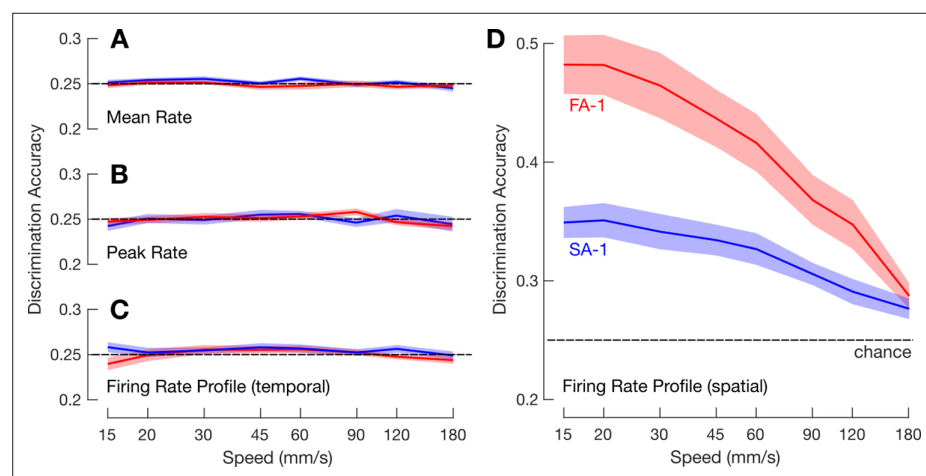 A
0.3
0.25
0.2
Mean Rate
B
0.3
0.25
0.2
Peak Rate
C
0.3
0.25
0.2
Firing Rate Profile (temporal)
15 20 30 45 60 90 120 180
Speed (mm/s)
Discrimination Accuracy
D
0.5
0.4
0.3
0.2
FA-1
SA-1
chance
Firing Rate Profile (spatial)
15 20 30 45 60 90 120 180
Speed (mm/s)
Discrimination Accuracy